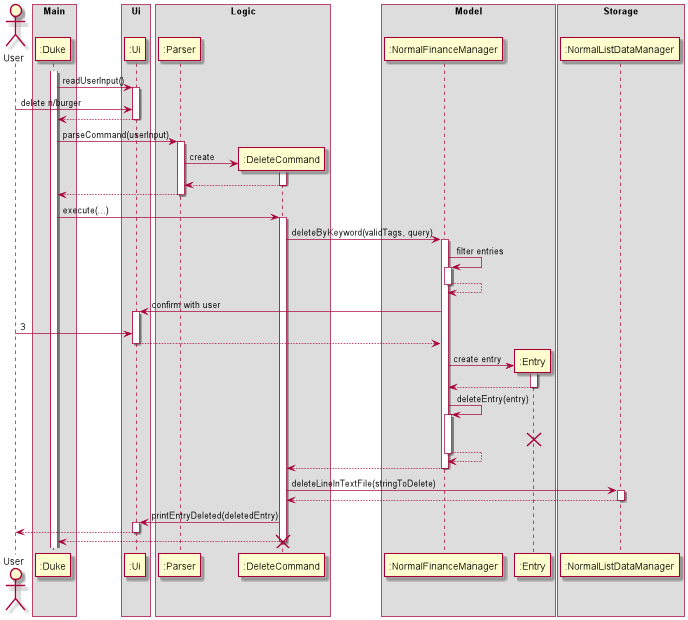 Main
Ui
Logic
Model
Storage
User
:Duke
:Ui
:Parser
:NormalFinanceManager
:NormalListDataManager
readUserInput()
delete n/burger
parseCommand(userInput)
create
:DeleteCommand
execute(...)
deleteByKeyword(validTags, query)
filter entries
confirm with user
3
create entry
:Entry
deleteEntry(entry)
deleteLineInTextFile(stringToDelete)
printEntryDeleted(deletedEntry)
User
:Duke
:Ui
:Parser
:DeleteCommand
:NormalFinanceManager
:Entry
:NormalListDataManager